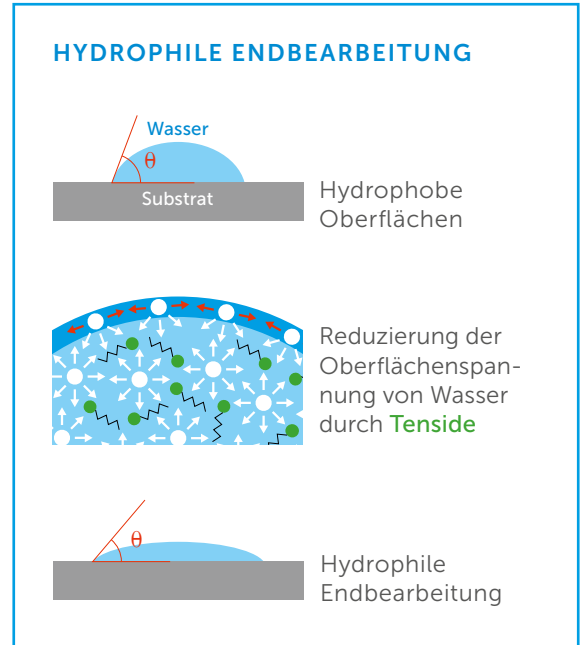 HYDROPHILE ENDBEARBEITUNG
Wasser
θ
Substrat
Hydrophobe
Oberflächen
Reduzierung der
Oberflächenspan-
nung von Wasser
durch Tenside
θ
Hydrophile
Endbearbeitung